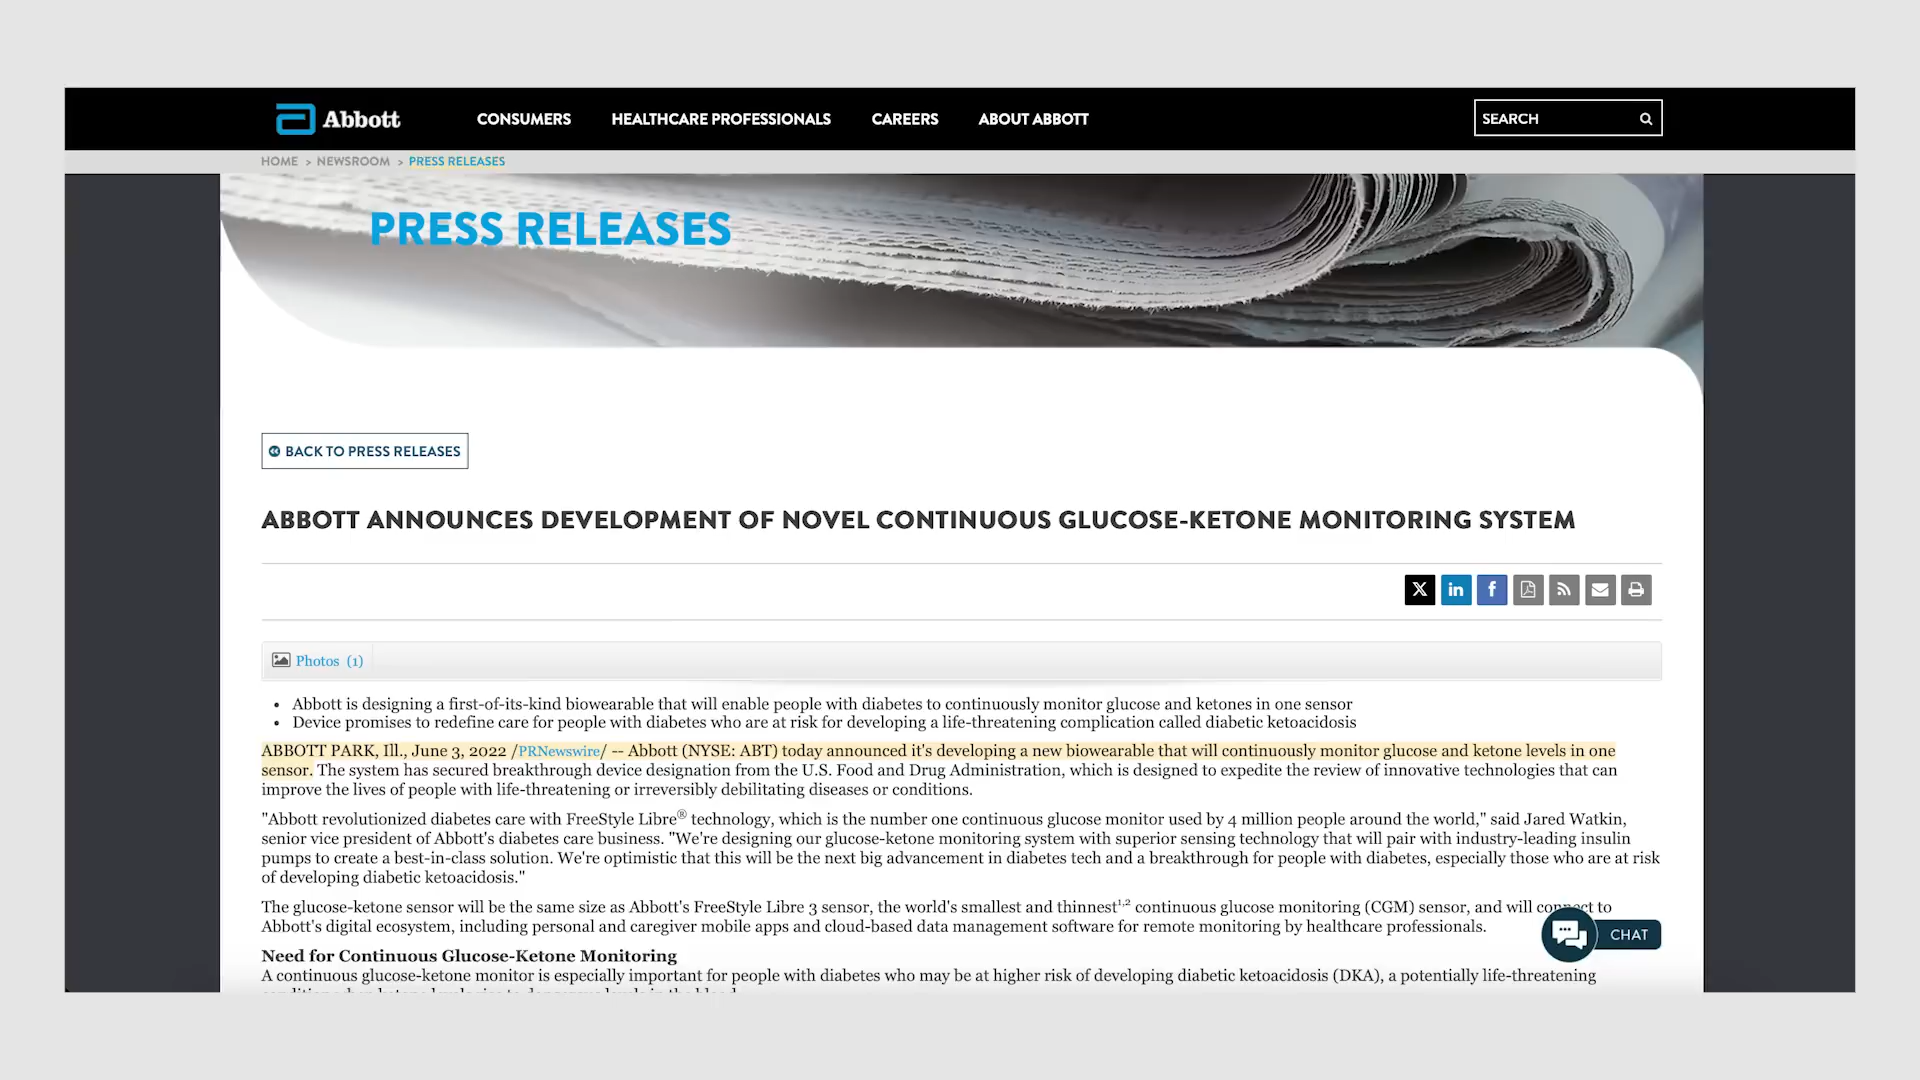 Abbott
CONSUMERS
HEALTHCARE PROFESSIONALS
CAREERS
ABOUT ABBOTT
SEARCH
HOME > NEWSROOM > PRESS RELEASES
PRESS RELEASES
BACK TO PRESS RELEASES
ABBOTT ANNOUNCES DEVELOPMENT OF NOVEL CONTINUOUS GLUCOSE-KETONE MONITORING SYSTEM
Photos (1)
• Abbott is designing a first-of-its-kind biowearable that will enable people with diabetes to continuously monitor glucose and ketones in one sensor
• Device promises to redefine care for people with diabetes who are at risk for developing a life-threatening complication called diabetic ketoacidosis
ABBOTT PARK, Ill., June 3, 2022 /PRNewswire/ -- Abbott (NYSE: ABT) today announced it's developing a new biowearable that will continuously monitor glucose and ketone levels in one
sensor. The system has secured breakthrough device designation from the U.S. Food and Drug Administration, which is designed to expedite the review of innovative technologies that can
improve the lives of people with life-threatening or irreversibly debilitating diseases or conditions.
"Abbott revolutionized diabetes care with FreeStyle Libre® technology, which is the number one continuous glucose monitor used by 4 million people around the world," said Jared Watkin,
senior vice president of Abbott's diabetes care business. "We're designing our glucose-ketone monitoring system with superior sensing technology that will pair with industry-leading insulin
pumps to create a best-in-class solution. We're optimistic that this will be the next big advancement in diabetes tech and a breakthrough for people with diabetes, especially those who are at risk
of developing diabetic ketoacidosis."
The glucose-ketone sensor will be the same size as Abbott's FreeStyle Libre 3 sensor, the world's smallest and thinnest1,2 continuous glucose monitoring (CGM) sensor, and will connect to
Abbott's digital ecosystem, including personal and caregiver mobile apps and cloud-based data management software for remote monitoring by healthcare professionals.
CHAT
Need for Continuous Glucose-Ketone Monitoring
A continuous glucose-ketone monitor is especially important for people with diabetes who may be at higher risk of developing diabetic ketoacidosis (DKA), a potentially life-threatening